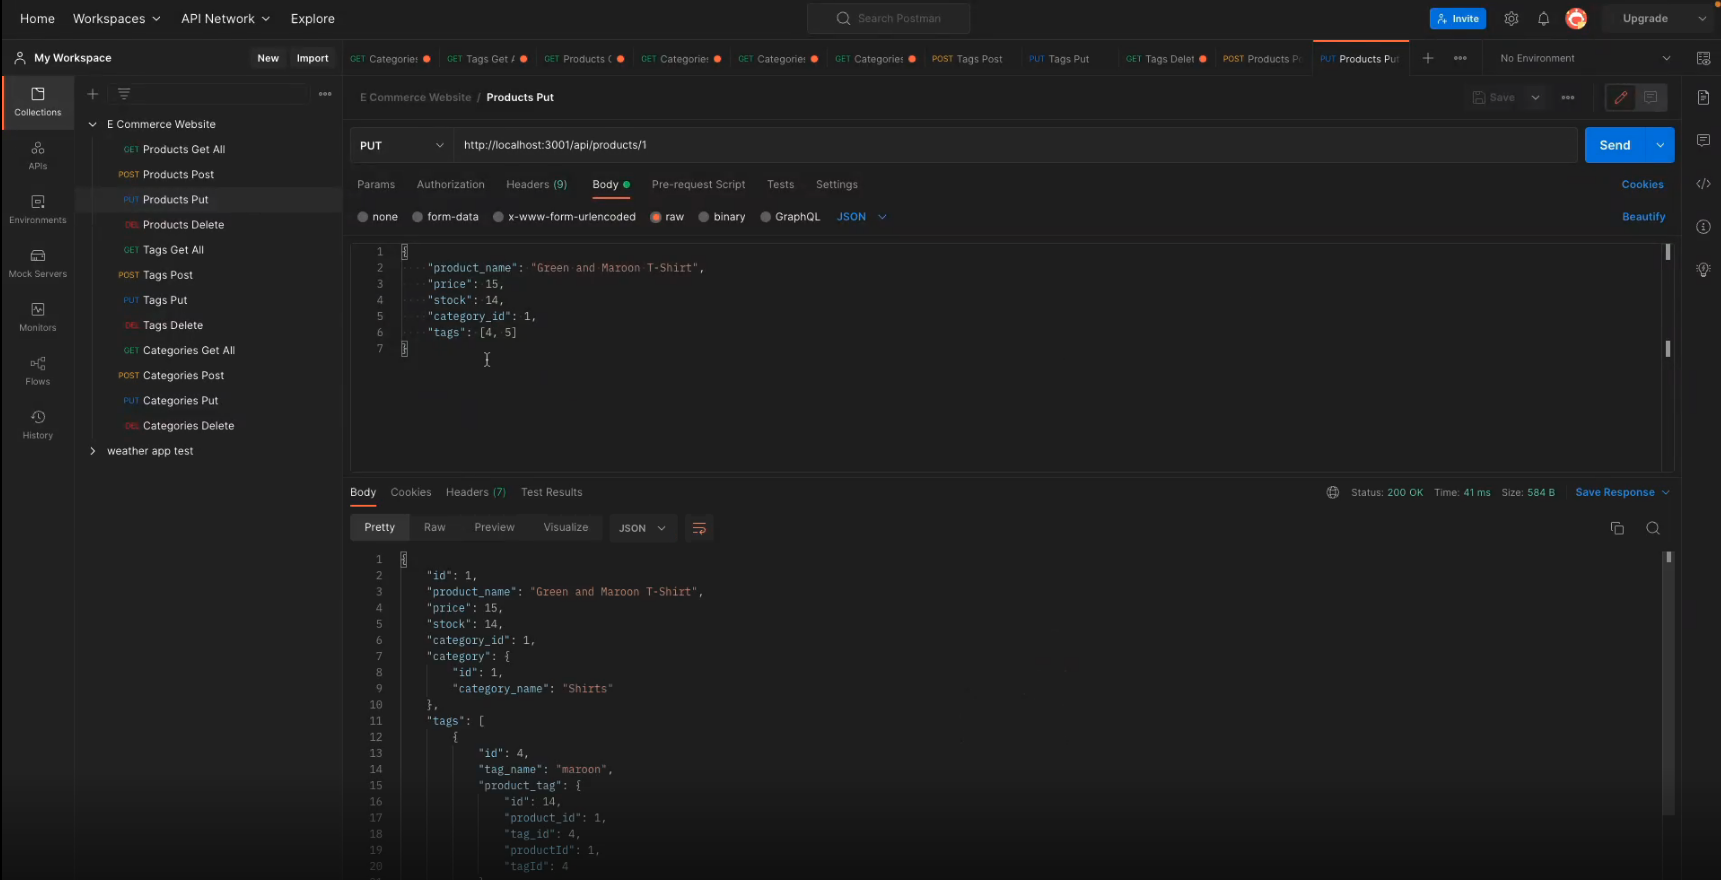 Home Workspaces API Network Explore Search Postman Invite Upgrade
My Workspace New Import GET Categories GET Tags Get A GET Products ( GET Categories GET Categories GET Categories POST Tags Post PUT Tags Put GET Tags Delet POST Products P PUT Products Put No Environment
E Commerce Website / Products Put Save
Collections
APIs
Environments
Mock Servers
Monitors
Flows
History
E Commerce Website
GET Products Get All
POST Products Post
PUT Products Put
DEL Products Delete
GET Tags Get All
POST Tags Post
PUT Tags Put
DEL Tags Delete
GET Categories Get All
POST Categories Post
PUT Categories Put
DEL Categories Delete
weather app test
PUT http://localhost:3001/api/products/1 Send
Params Authorization Headers (9) Body Pre-request Script Tests Settings Cookies
none form-data x-www-form-urlencoded raw binary GraphQL JSON Beautify
1 {
2 "product_name": "Green and Maroon T-Shirt",
3 "price": 15,
4 "stock": 14,
5 "category_id": 1,
6 "tags": [4, 5]
7 }
Body Cookies Headers (7) Test Results Status: 200 OK Time: 41 ms Size: 584 B Save Response
Pretty Raw Preview Visualize JSON
1 {
2 "id": 1,
3 "product_name": "Green and Maroon T-Shirt",
4 "price": 15,
5 "stock": 14,
6 "category_id": 1,
7 "category": {
8 "id": 1,
9 "category_name": "Shirts"
10 },
11 "tags": [
12 {
13 "id": 4,
14 "tag_name": "maroon",
15 "product_tag": {
16 "id": 14,
17 "product_id": 1,
18 "tag_id": 4,
19 "productId": 1,
20 "tagId": 4